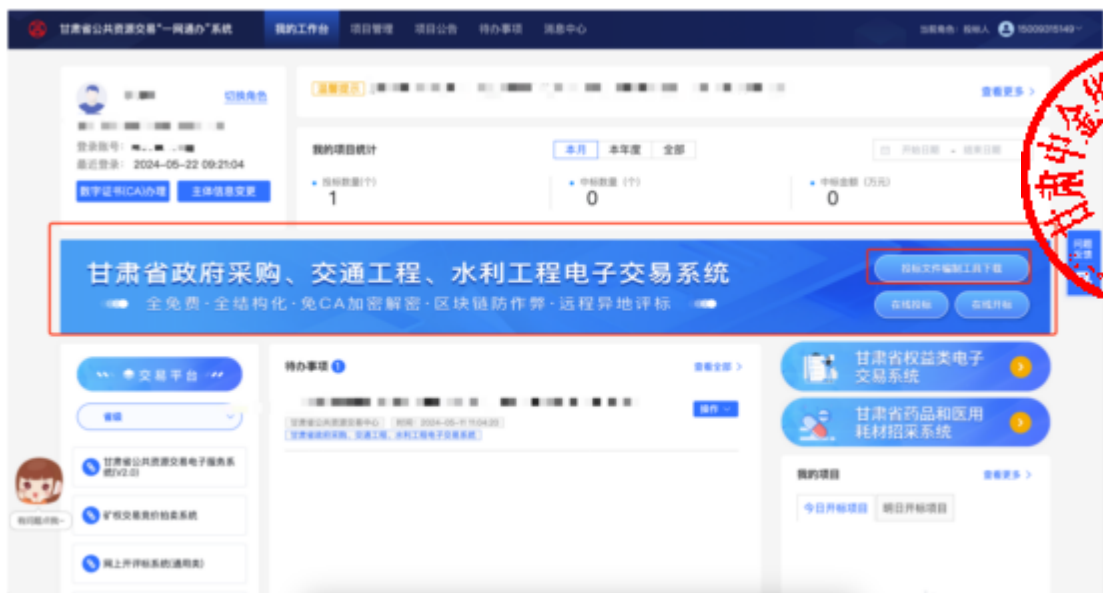 甘肃省公共资源交易“一网通办”系统 我的工作台 项目管理 项目公告 待办事项 消息中心 当前角色：投标人 15009315149
切换角色
温馨提示
查看更多 >
登录账号：
最近登录： 2024-05-22 09:21:04
数字证书(CA)办理 主体信息变更
我的项目统计 本月 本年度 全部 开始日期 - 结束日期
投标数量(个) 中标数量（个） 中标金额（万元）
1 0 0
甘肃中金
问题
反馈
甘肃省政府采购、交通工程、水利工程电子交易系统
全免费·全结构化·免CA加密解密·区块链防作弊·远程异地评标
投标文件编制工具下载
在线投标 在线开标
交易平台
省级
甘肃省公共资源交易电子服务系
统(V2.0)
矿权交易竞价拍卖系统
网上开评标系统(通用类)
有问题点我~
待办事项 1 查看全部 >
操作
甘肃省公共资源交易中心 时间：2024-05-11 11:04:23
甘肃省政府采购、交通工程、水利工程电子交易系统
甘肃省权益类电子
交易系统
甘肃省药品和医用
耗材招采系统
我的项目 查看更多 >
今日开标项目 明日开标项目